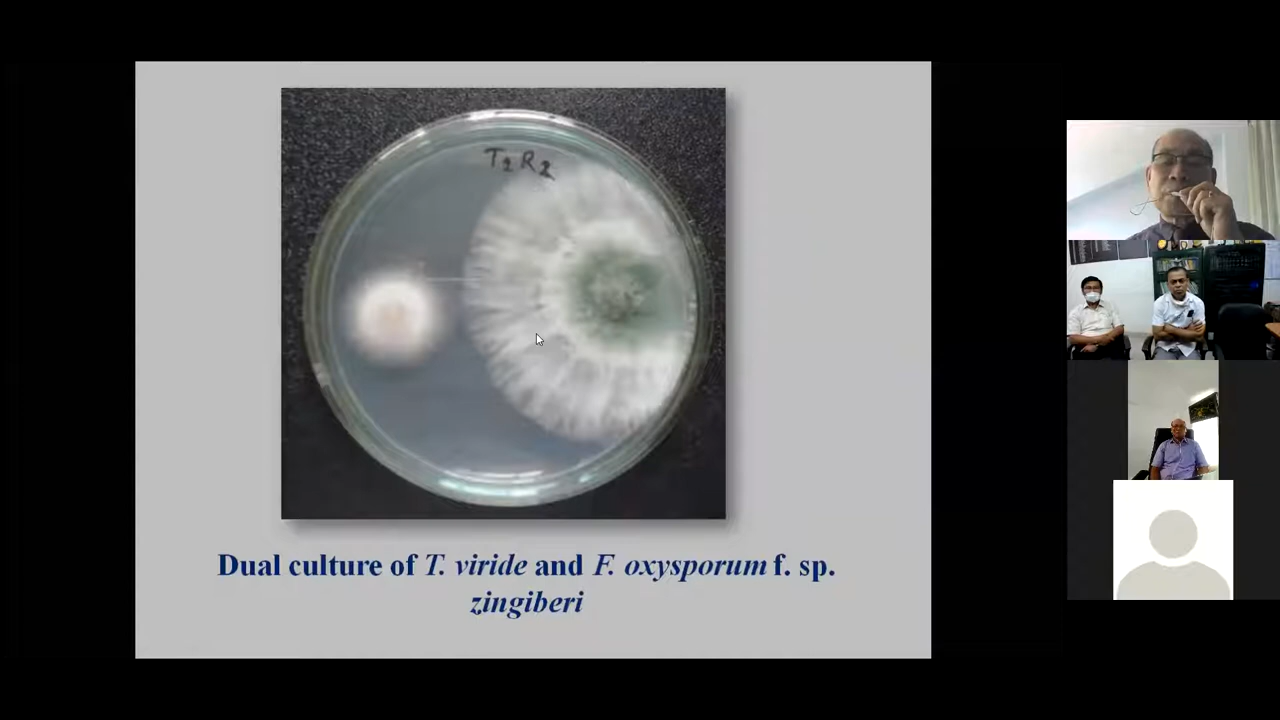 T2R2
Dual culture of T. viride and F. oxysporum f. sp.
zingiberi